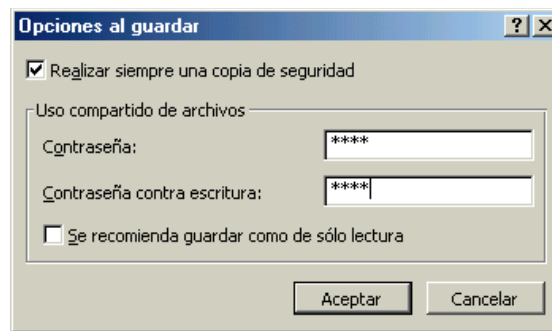 Opciones al guardar
Realizar siempre una copia de seguridad
Uso compartido de archivos
Contraseña: ****
Contraseña contra escritura: ****
Se recomienda guardar como de sólo lectura
Aceptar Cancelar